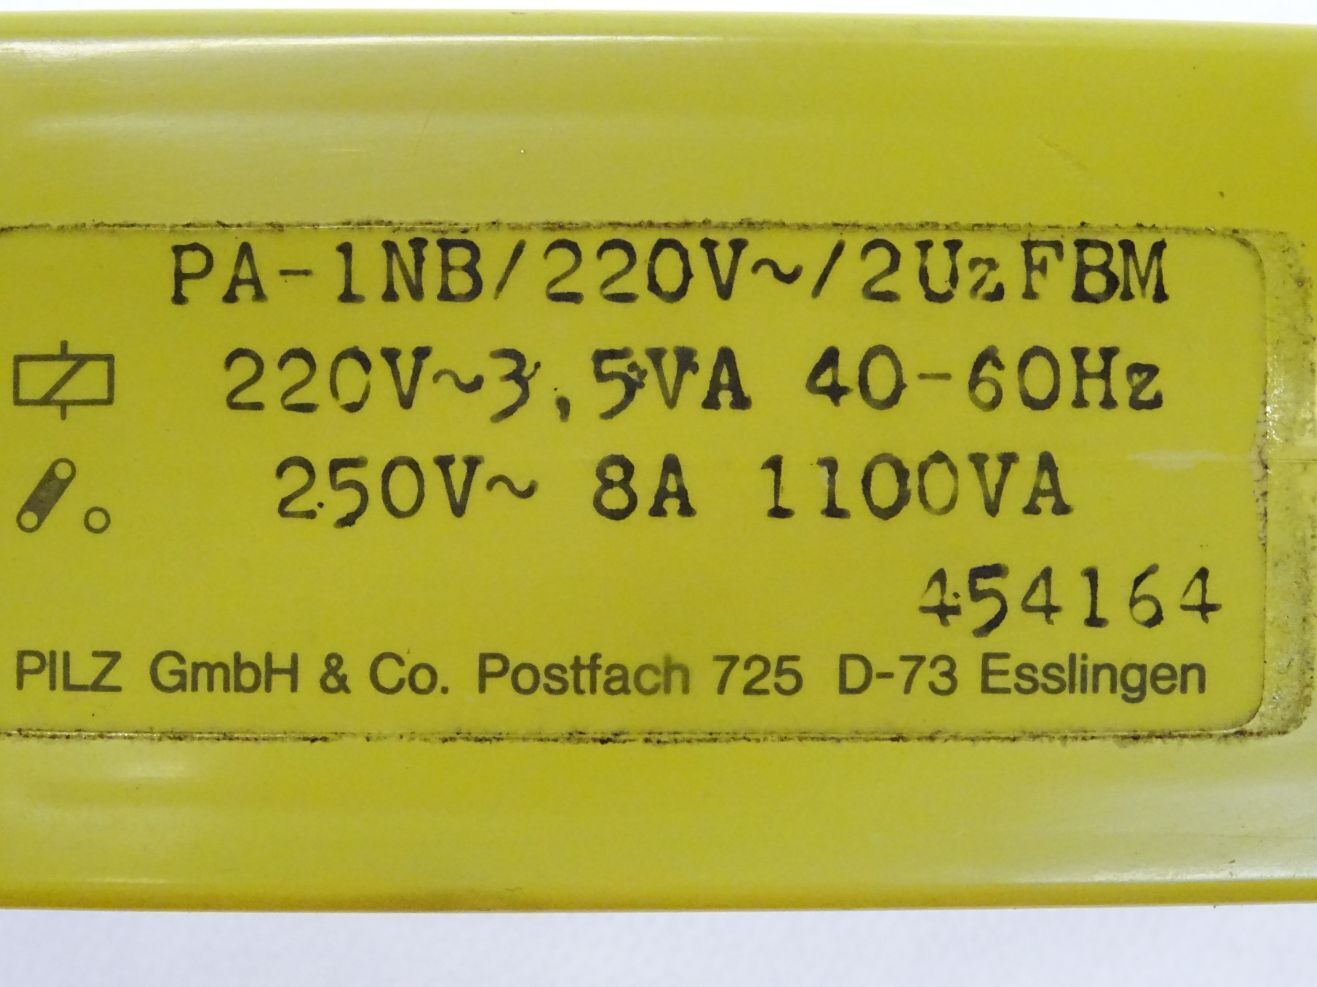 PA-1NB/220V~/2UzFBM
220V~3,5VA 40-60Hz
250V~ 8A 1100VA
454164
PILZ GmbH & Co. Postfach 725 D-73 Esslingen